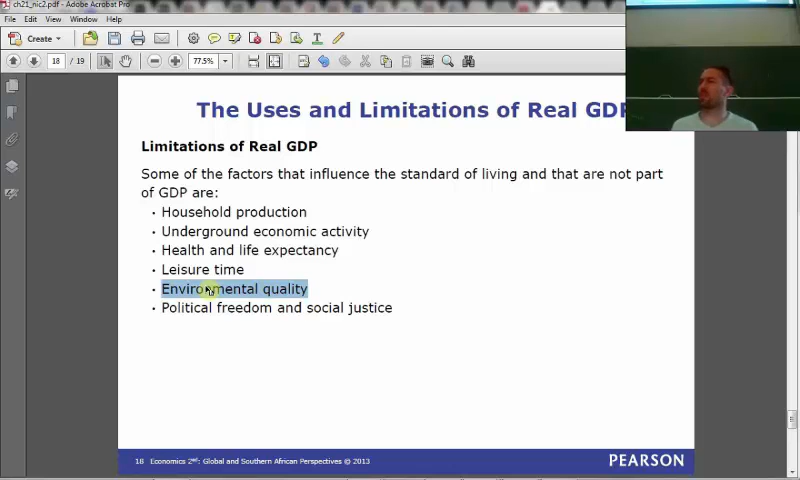 ch21_nic2.pdf - Adobe Acrobat Pro
File Edit View Window Help
Create
18 / 19 77.5%
The Uses and Limitations of Real GDP
Limitations of Real GDP
Some of the factors that influence the standard of living and that are not part
of GDP are:
• Household production
• Underground economic activity
• Health and life expectancy
• Leisure time
• Environmental quality
• Political freedom and social justice
18 Economics 2ed: Global and Southern African Perspectives © 2013 PEARSON